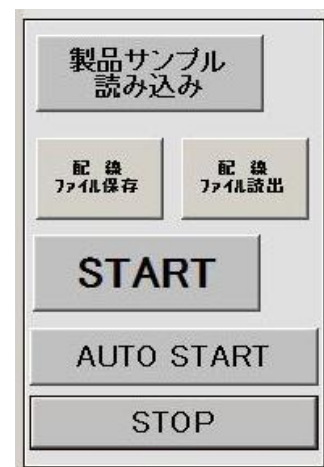 製品サンプル
読み込み
配 線
ファイル保存
配 線
ファイル読出
START
AUTO START
STOP